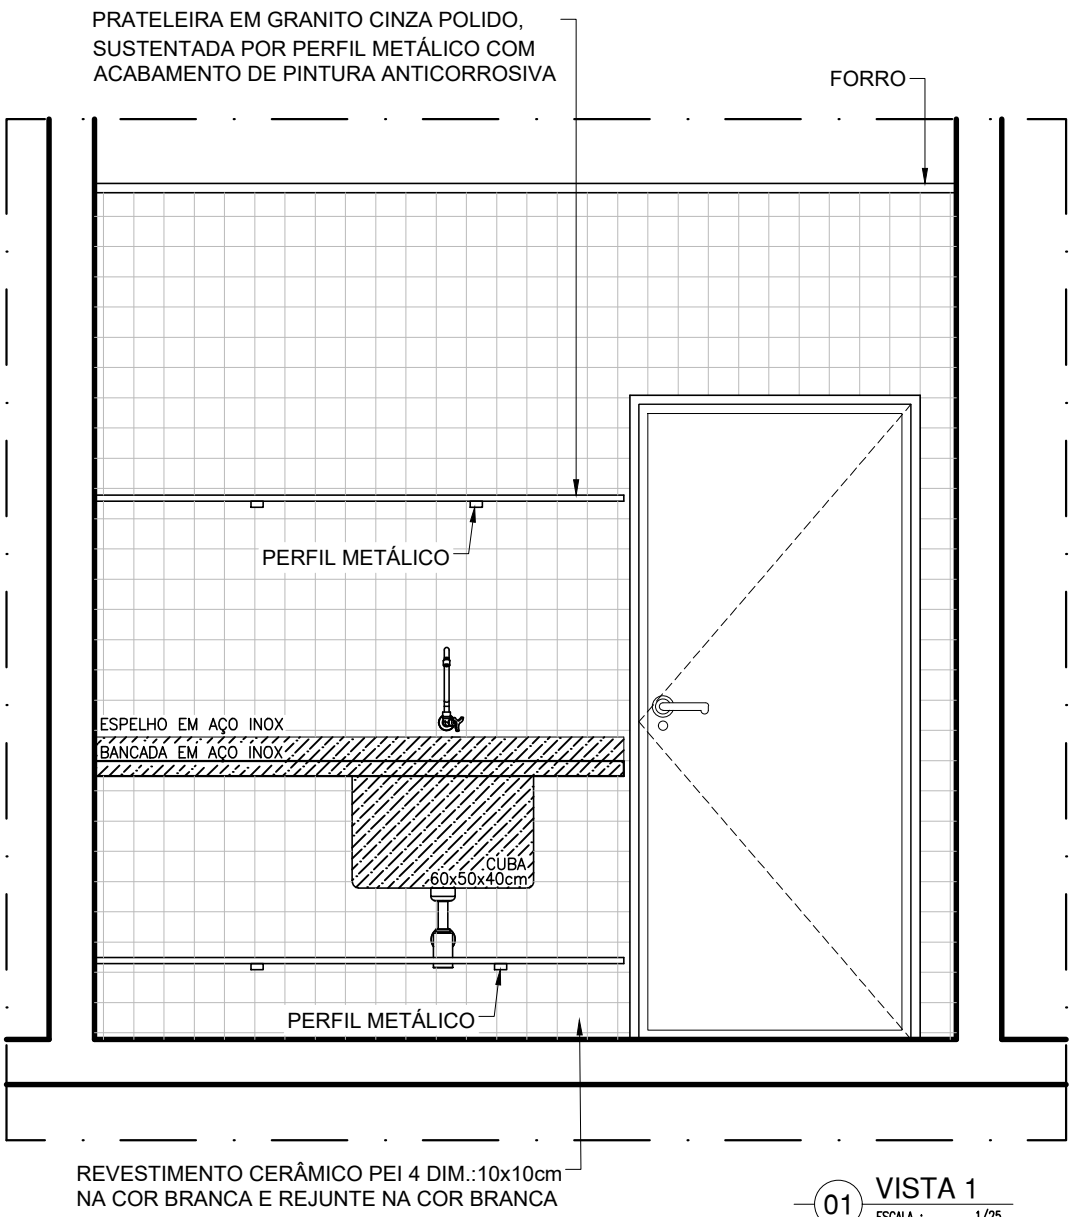 PRATELEIRA EM GRANITO CINZA POLIDO,
SUSTENTADA POR PERFIL METÁLICO COM
ACABAMENTO DE PINTURA ANTICORROSIVA
FORRO
PERFIL METÁLICO
ESPELHO EM AÇO INOX
BANCADA EM AÇO INOX
CUBA
60x50x40cm
PERFIL METÁLICO
REVESTIMENTO CERÂMICO PEI 4 DIM.:10x10cm
NA COR BRANCA E REJUNTE NA COR BRANCA
01 VISTA 1
ESCALA : 1/25